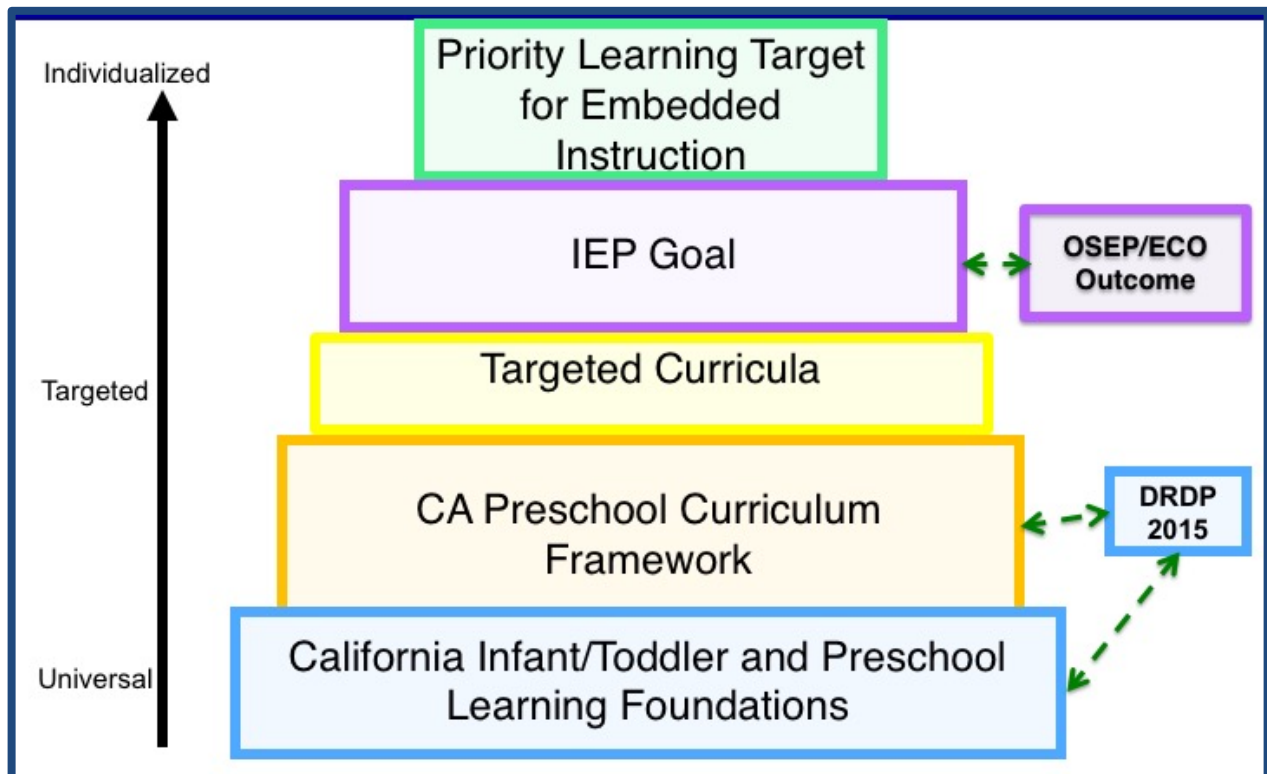 Individualized
Priority Learning Target
for Embedded
Instruction
IEP Goal
OSEP/ECO
Outcome
Targeted
Targeted Curricula
CA Preschool Curriculum
Framework
DRDP
2015
Universal
California Infant/Toddler and Preschool
Learning Foundations